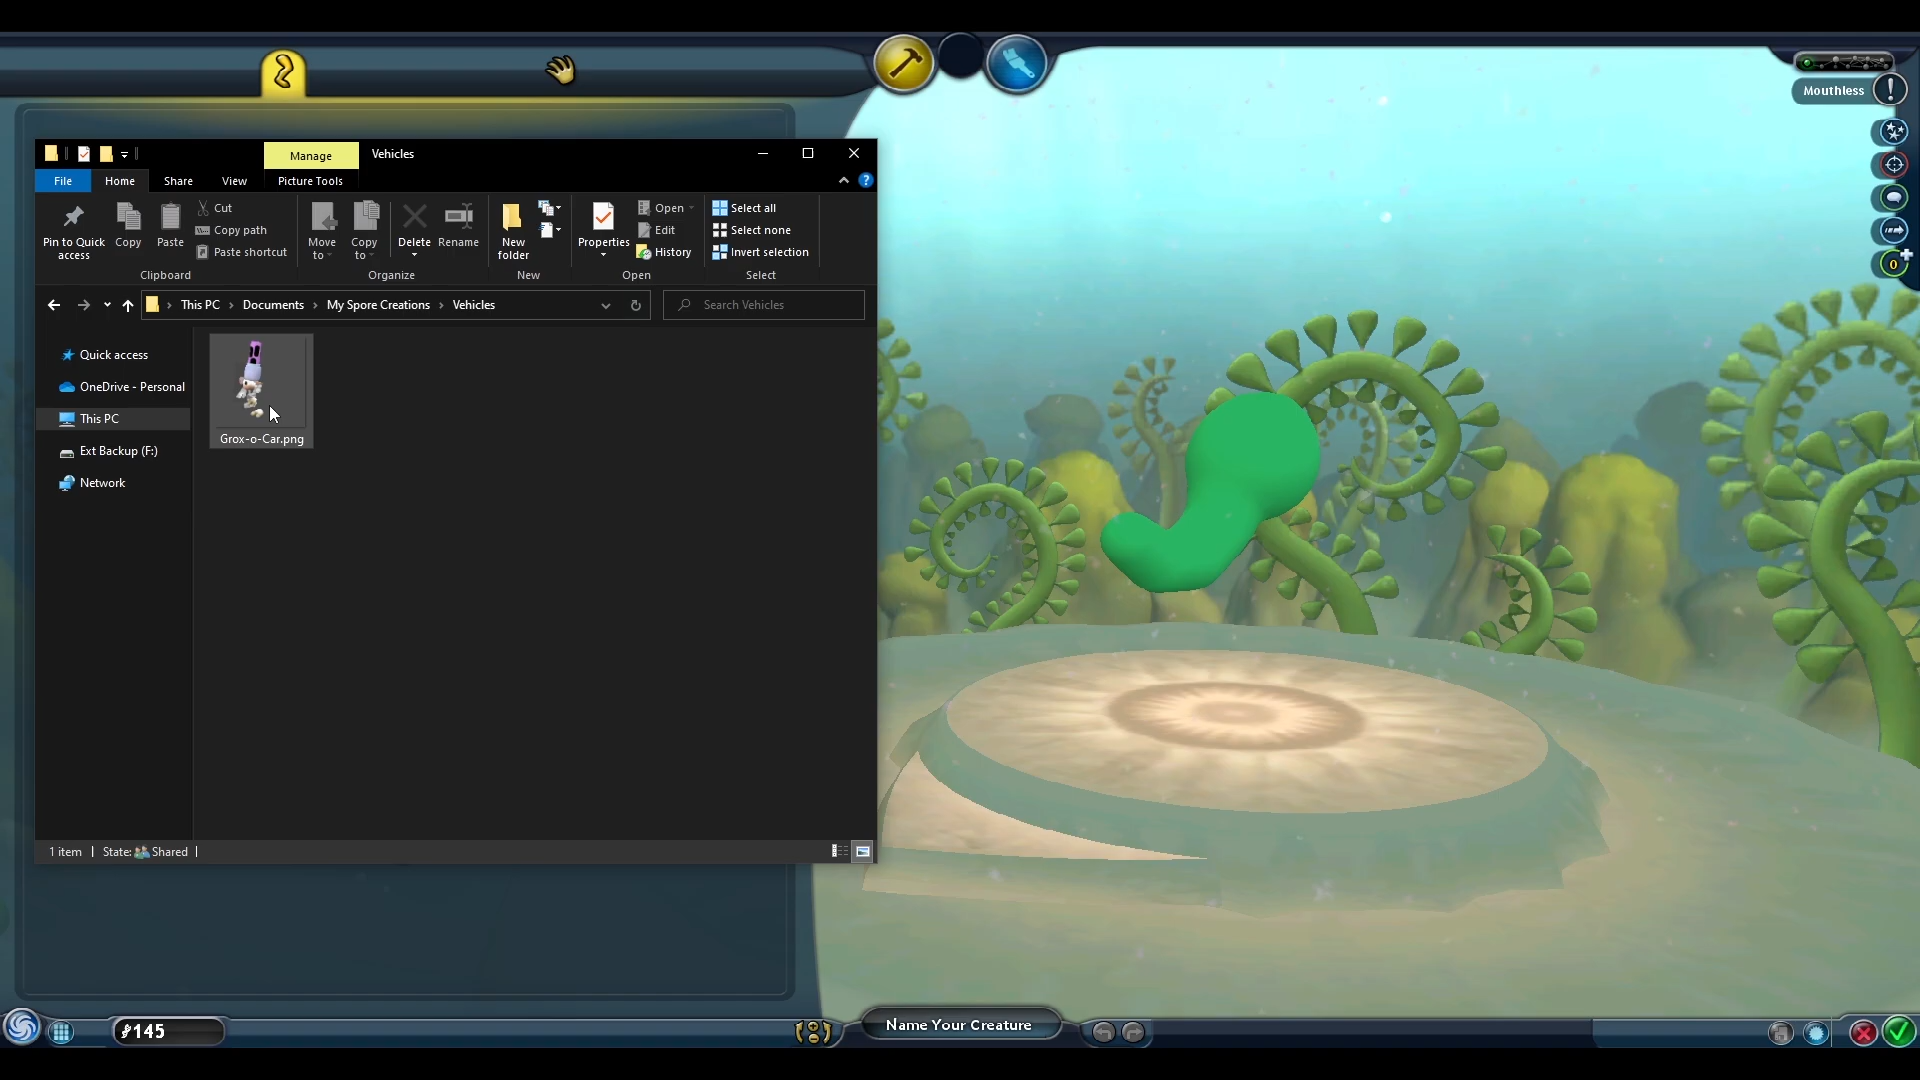 Mouthless
Manage
Vehicles
File
Home
Share
View
Picture Tools
Pin to Quick access
Copy
Paste
Cut
Copy path
Paste shortcut
Clipboard
Move to
Copy to
Delete
Rename
Organize
New folder
New
Properties
Open
Edit
History
Open
Select all
Select none
Invert selection
Select
This PC > Documents > My Spore Creations > Vehicles
Search Vehicles
Quick access
OneDrive - Personal
This PC
Ext Backup (F:)
Network
Grox-o-Car.png
1 item
State: Shared
0
145
Name Your Creature